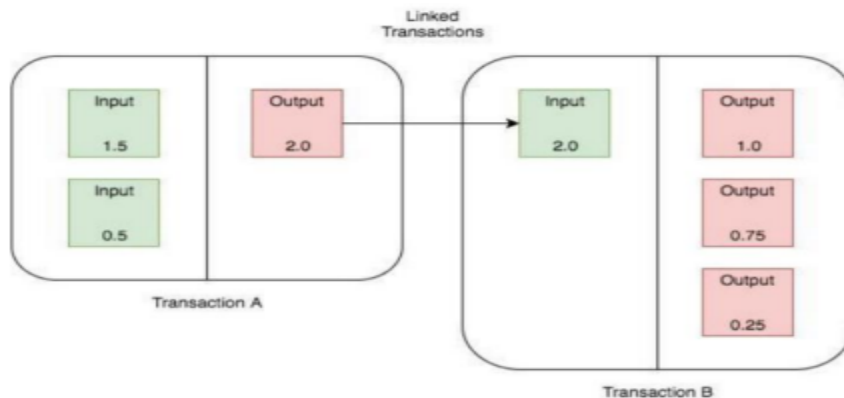 Linked
Transactions
Input
1.5
Input
0.5
Output
2.0
Transaction A
Input
2.0
Output
1.0
Output
0.75
Output
0.25
Transaction B